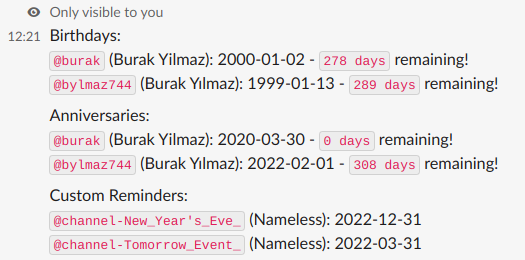 Only visible to you
12:21 Birthdays:
@burak (Burak Yilmaz): 2000-01-02 - 278 days remaining!
@bylmaz744 (Burak Yılmaz): 1999-01-13 - 289 days remaining!
Anniversaries:
@burak (Burak Yilmaz): 2020-03-30 - 0 days remaining!
@bylmaz744 (Burak Yılmaz): 2022-02-01 - 308 days remaining!
Custom Reminders:
@channel-New_Year's_Eve_ (Nameless): 2022-12-31
@channel-Tomorrow_Event_ (Nameless): 2022-03-31